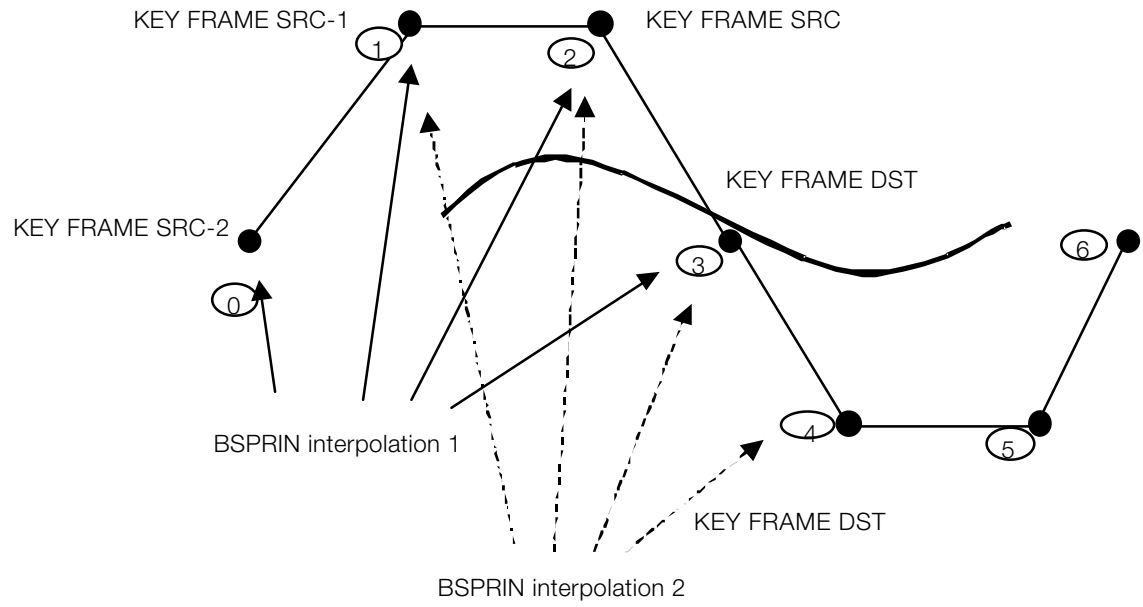 KEY FRAME SRC-1
KEY FRAME SRC
1
2
KEY FRAME DST
KEY FRAME SRC-2
3
6
0
BSPRIN interpolation 1
4
5
KEY FRAME DST
BSPRIN interpolation 2